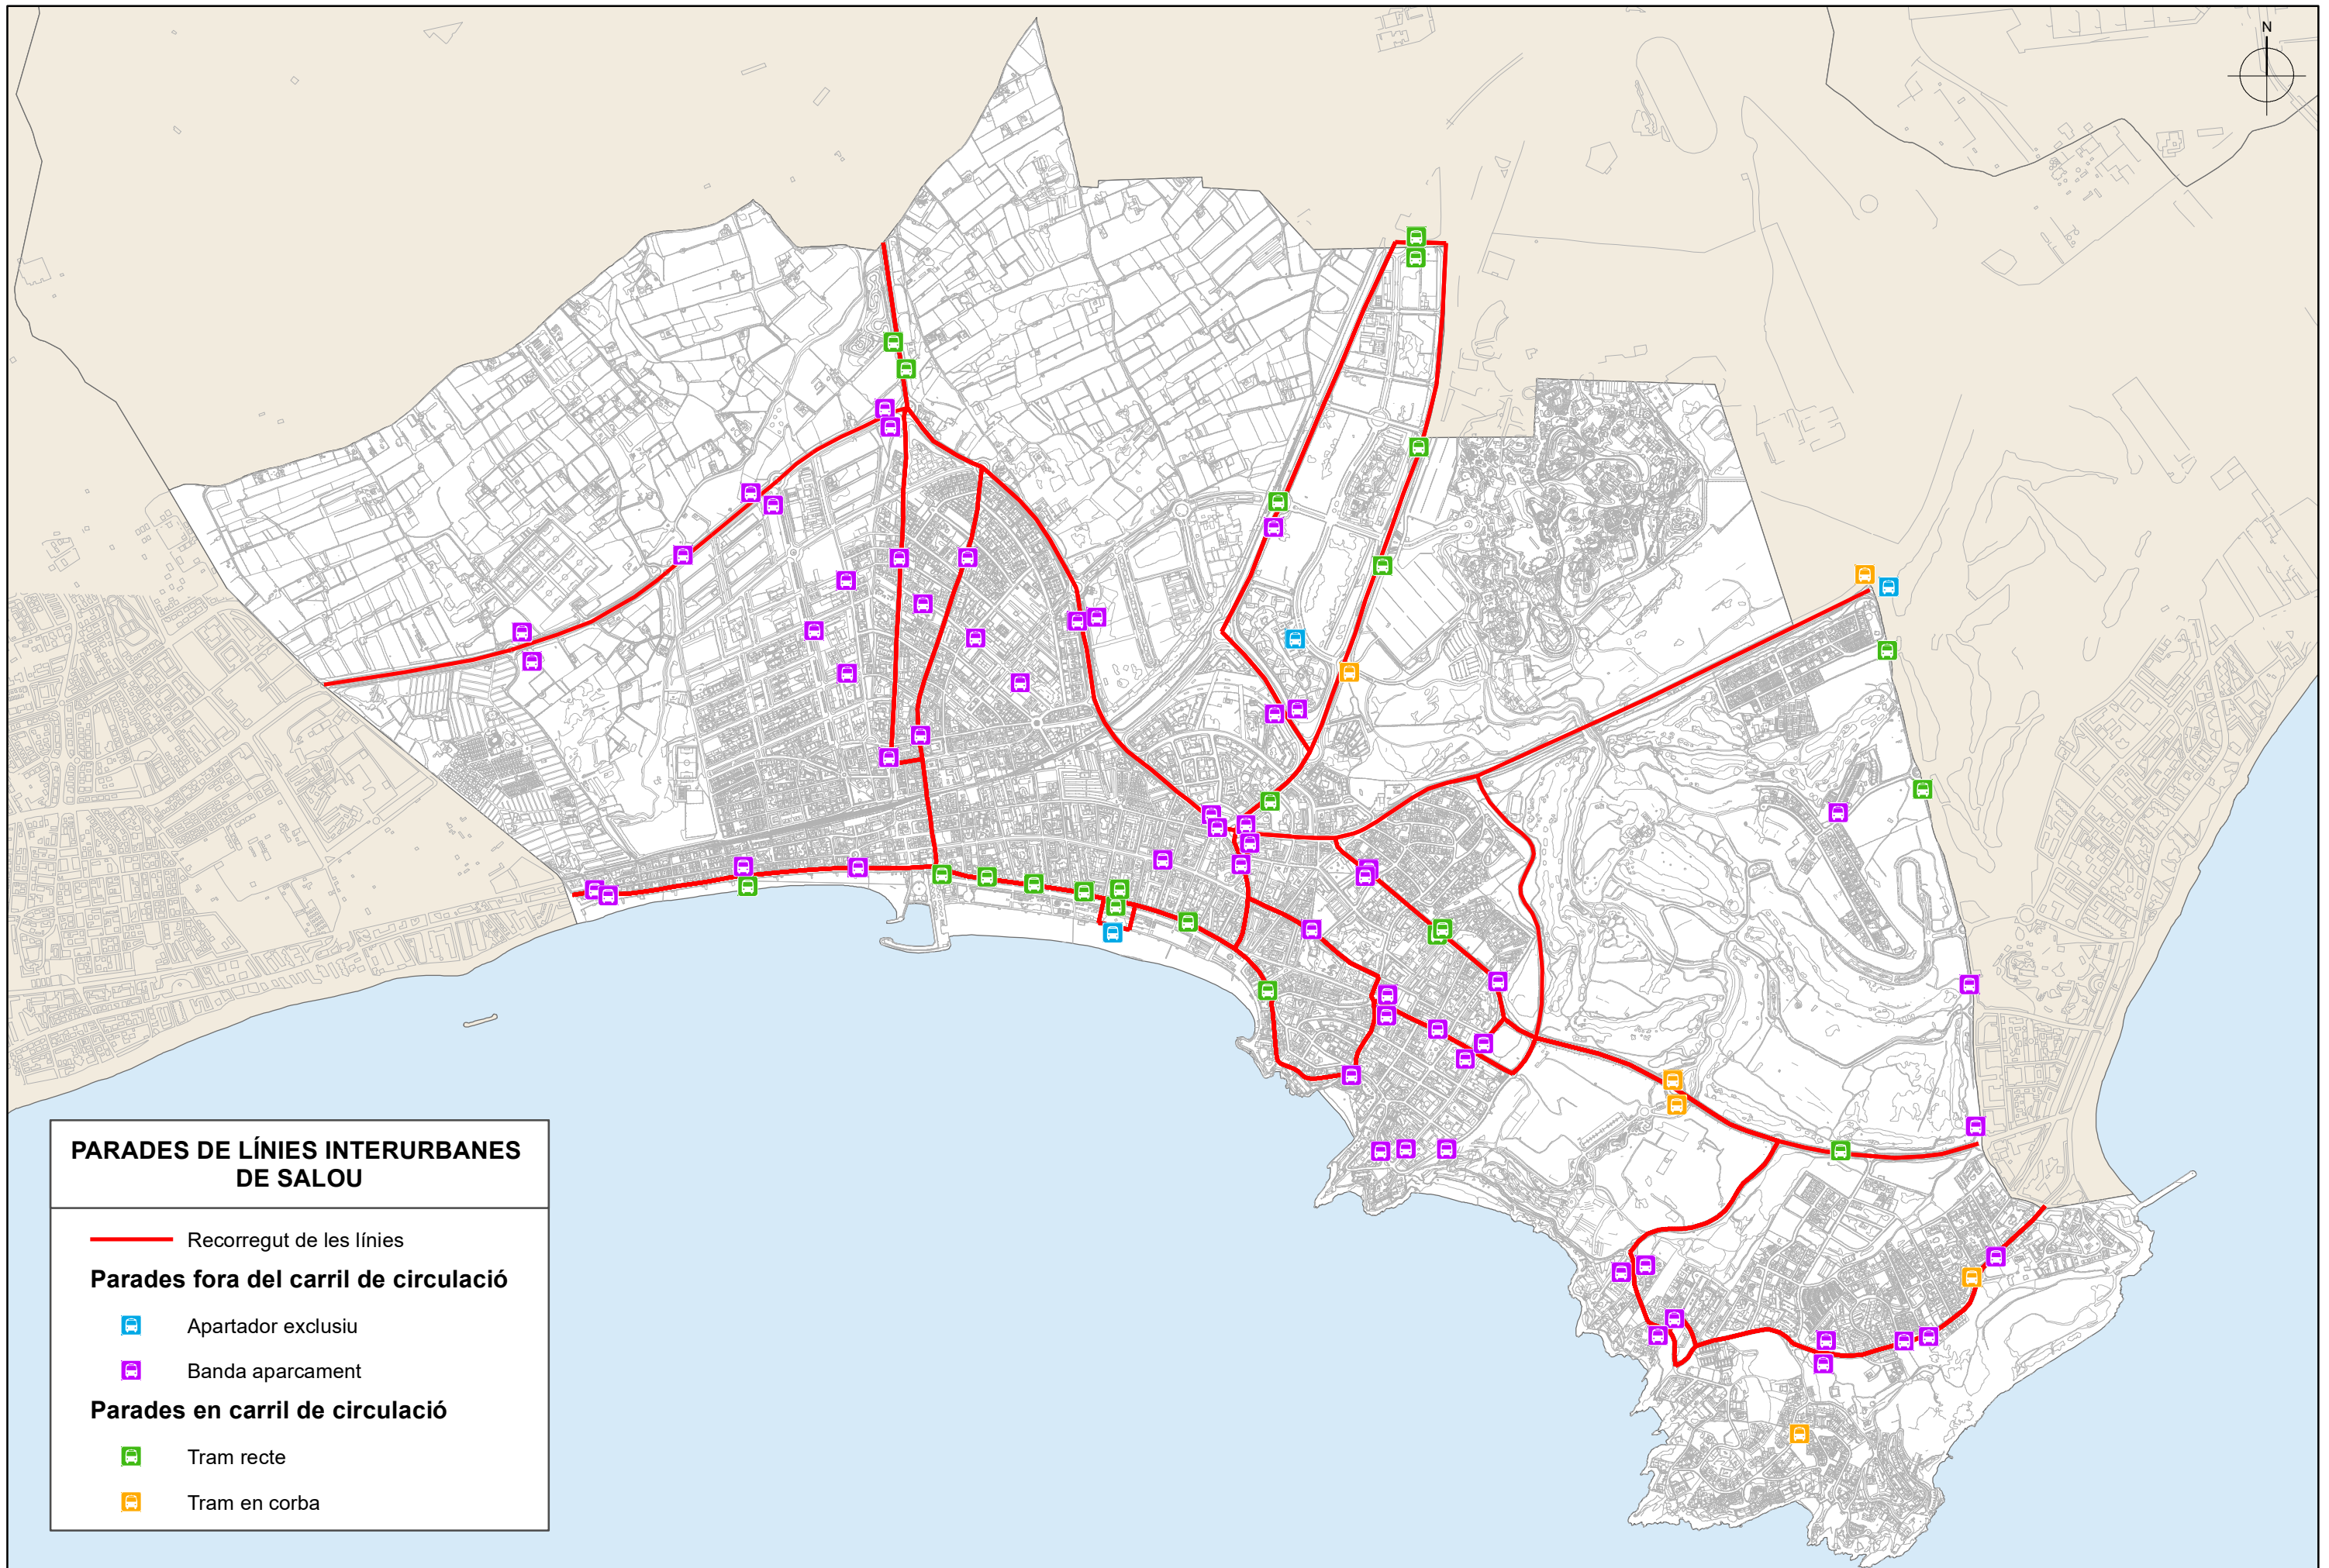 N
PARADES DE LÍNIES INTERURBANES
DE SALOU
Recorregut de les línies
Parades fora del carril de circulació
Apartador exclusiu
Banda aparcament
Parades en carril de circulació
Tram recte
Tram en corba